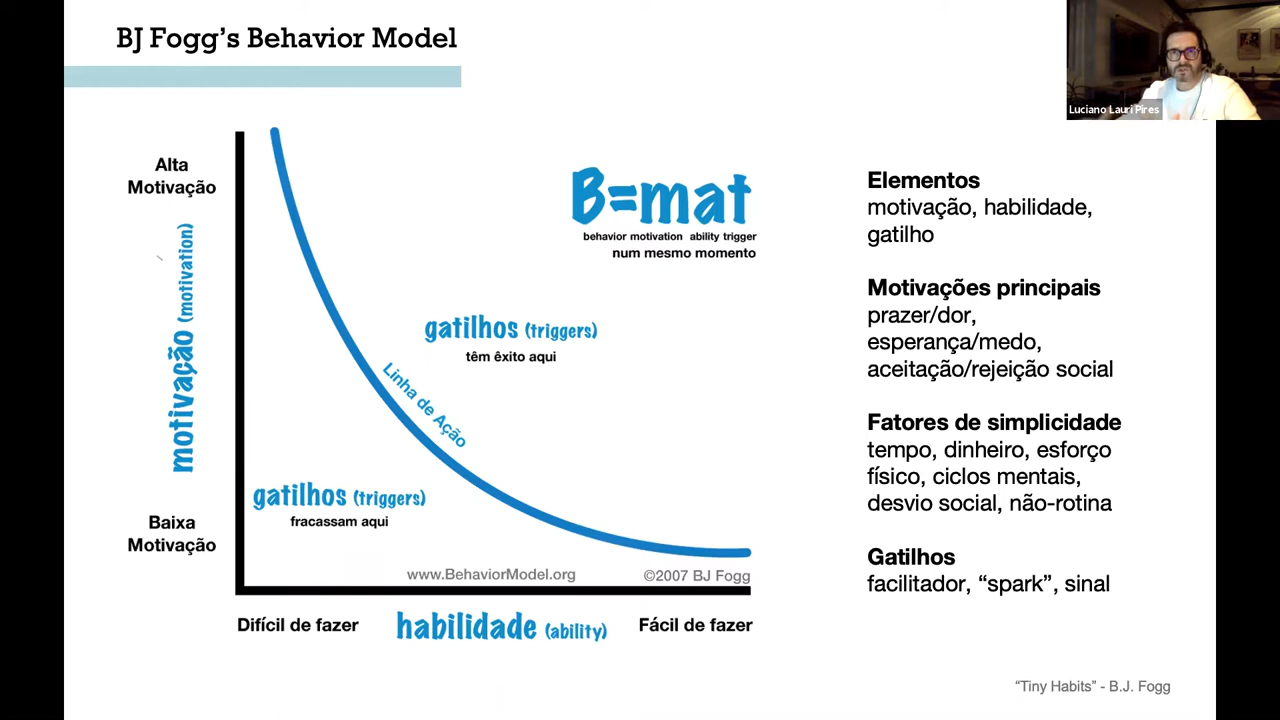 BJ Fogg's Behavior Model
Luciano Lauri Pires
Alta
Motivação
motivação (motivation)
Baixa
Motivação
B=mat
behavior motivation ability trigger
num mesmo momento
gatilhos (triggers)
têm êxito aqui
Linha de Ação
gatilhos (triggers)
fracassam aqui
www.BehaviorModel.org
©2007 BJ Fogg
Difícil de fazer
habilidade (ability)
Fácil de fazer
Elementos
motivação, habilidade,
gatilho
Motivações principais
prazer/dor,
esperança/medo,
aceitação/rejeição social
Fatores de simplicidade
tempo, dinheiro, esforço
físico, ciclos mentais,
desvio social, não-rotina
Gatilhos
facilitador, “spark”, sinal
“Tiny Habits” - B.J. Fogg